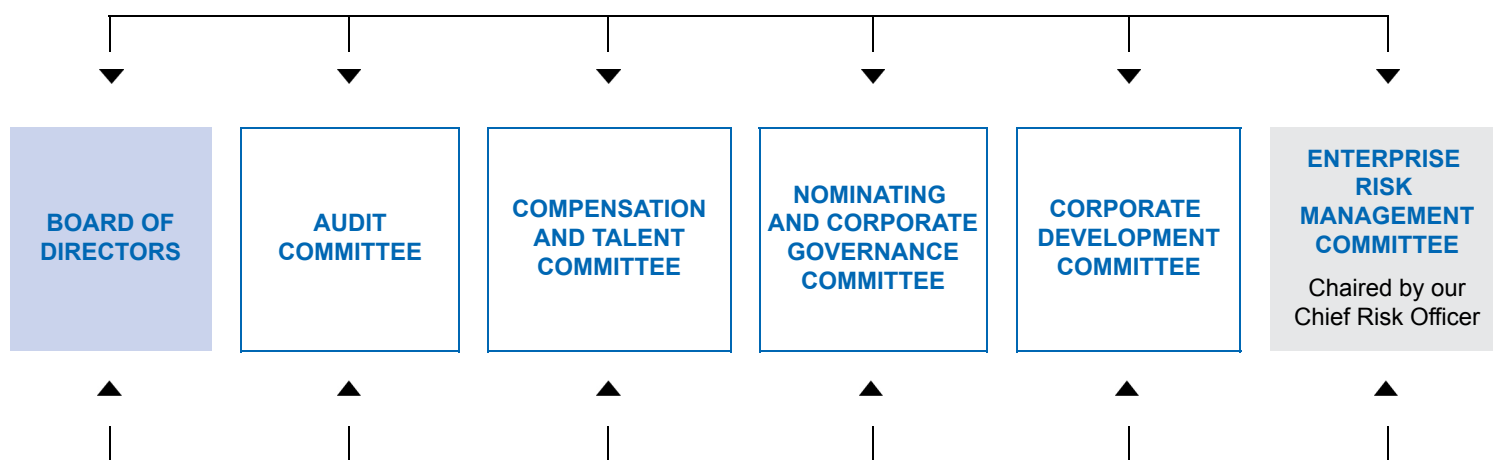 BOARD OF
DIRECTORS
AUDIT
COMMITTEE
COMPENSATION
AND TALENT
COMMITTEE
NOMINATING
AND CORPORATE
GOVERNANCE
COMMITTEE
CORPORATE
DEVELOPMENT
COMMITTEE
ENTERPRISE
RISK
MANAGEMENT
COMMITTEE
Chaired by our
Chief Risk Officer